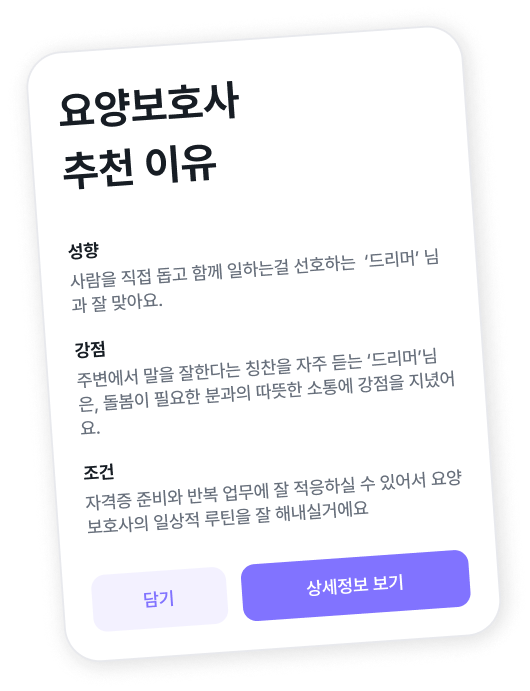 요양보호사
추천 이유
성향
사람을 직접 돕고 함께 일하는걸 선호하는 ‘드리머’ 님
과 잘 맞아요.
강점
주변에서 말을 잘한다는 칭찬을 자주 듣는 ‘드리머’님
은, 돌봄이 필요한 분과의 따뜻한 소통에 강점을 지녔어
요.
조건
자격증 준비와 반복 업무에 잘 적응하실 수 있어서 요양
보호사의 일상적 루틴을 잘 해내실거에요
담기
상세정보 보기